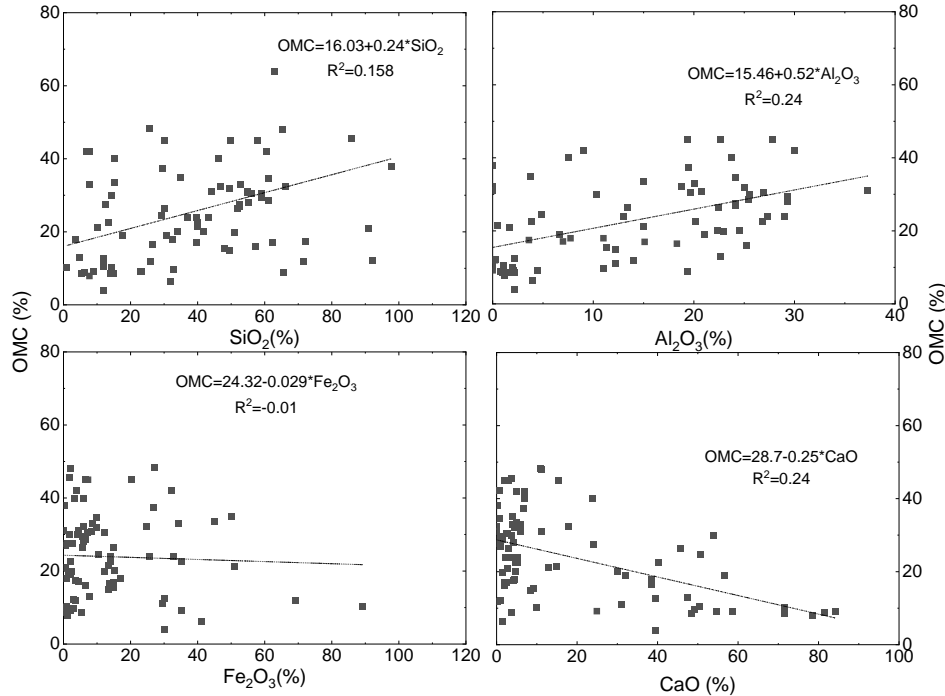 80
60
40
20
0
OMC=16.03+0.24*SiO₂
R²=0.158
0 20 40 60 80 100 120
SiO₂(%)
80
60
40
20
0
OMC=15.46+0.52*Al₂O₃
R²=0.24
0 10 20 30 40
Al₂O₃(%)
OMC (%)
OMC (%)
80
60
40
20
0
OMC=24.32-0.029*Fe₂O₃
R²=-0.01
0 20 40 60 80 100 120
Fe₂O₃(%)
80
60
40
20
0
OMC=28.7-0.25*CaO
R²=0.24
0 20 40 60 80 100
CaO (%)